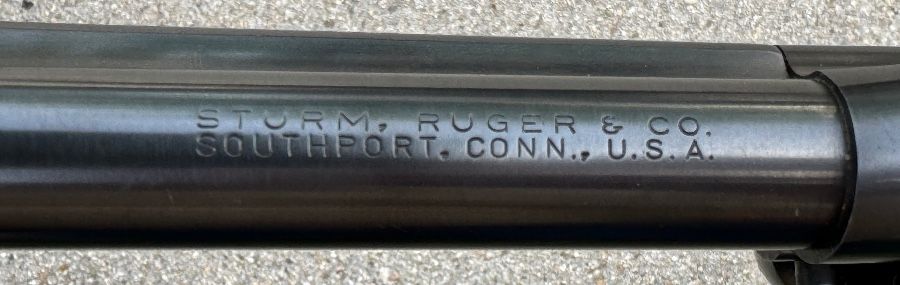 STURM, RUGER & CO.
SOUTHPORT, CONN., U.S.A.